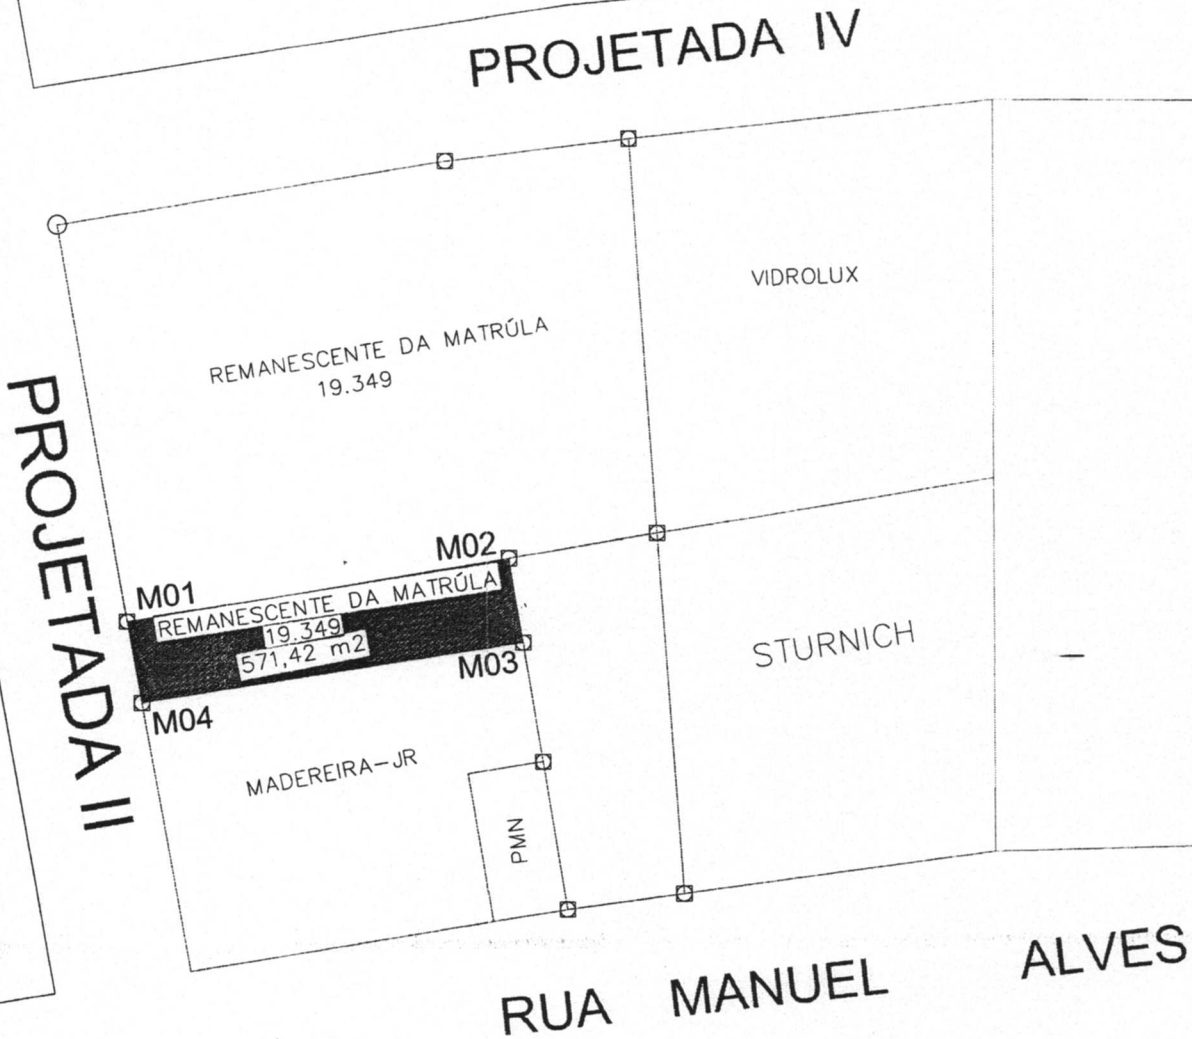 PROJETADA IV
VIDROLUX
REMANESCENTE DA MATRÚLA
19.349
PROJETADA II
M02
M01
REMANESCENTE DA MATRÚLA
19.349
571,42 m2
M03
M04
STURNICH
MADEREIRA-JR
PMN
RUA MANUEL ALVES